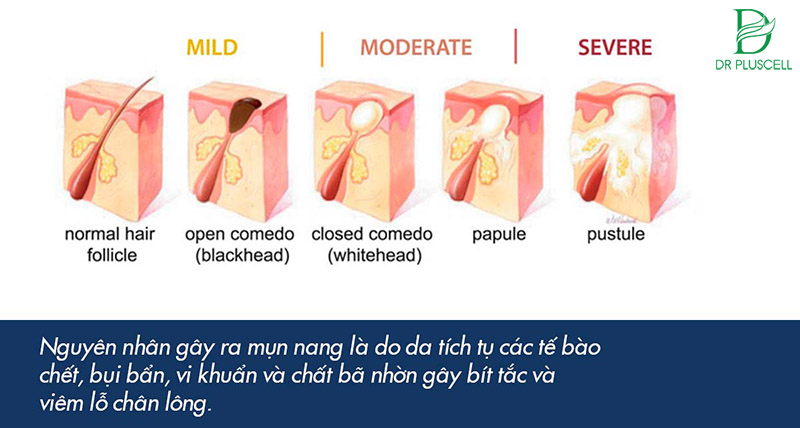 MILD | MODERATE | SEVERE
DR PLUSCELL
normal hair follicle
open comedo (blackhead)
closed comedo (whitehead)
papule
pustule
Nguyên nhân gây ra mụn nang là do da tích tụ các tế bào
chết, bụi bẩn, vi khuẩn và chất bã nhờn gây bít tắc và
viêm lỗ chân lông.